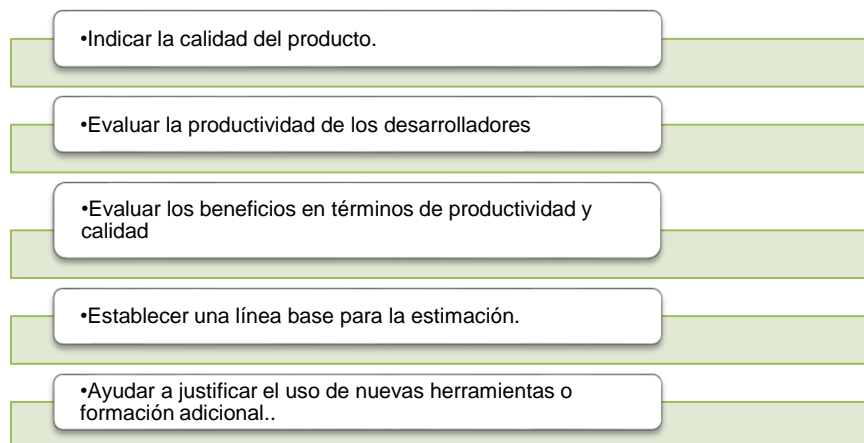 •Indicar la calidad del producto.
•Evaluar la productividad de los desarrolladores
•Evaluar los beneficios en términos de productividad y
calidad
•Establecer una línea base para la estimación.
•Ayudar a justificar el uso de nuevas herramientas o
formación adicional..